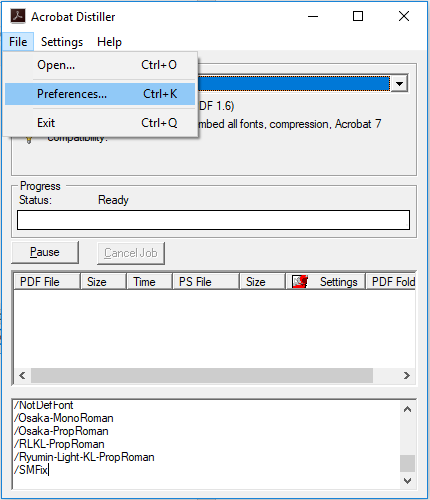 Acrobat Distiller
File Settings Help
Open... Ctrl+O
Preferences... Ctrl+K
DF 1.6)
Exit Ctrl+Q
mbed all fonts, compression, Acrobat 7
compatibility.
Progress
Status: Ready
Pause Cancel Job
PDF File Size Time PS File Size Settings PDF Fold
/NotDefFont
/Osaka-MonoRoman
/Osaka-PropRoman
/RLKL-PropRoman
/Ryumin-Light-KL-PropRoman
/SMFix